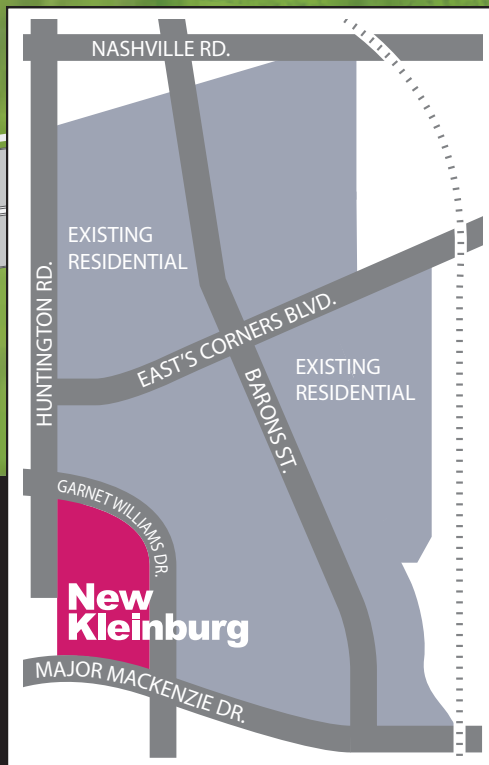 NASHVILLE RD.
EXISTING
RESIDENTIAL
HUNTINGTON RD.
EAST'S CORNERS BLVD.
EXISTING
RESIDENTIAL
BARONS ST.
GARNET WILLIAMS DR.
New
Kleinburg
MAJOR MACKENZIE DR.